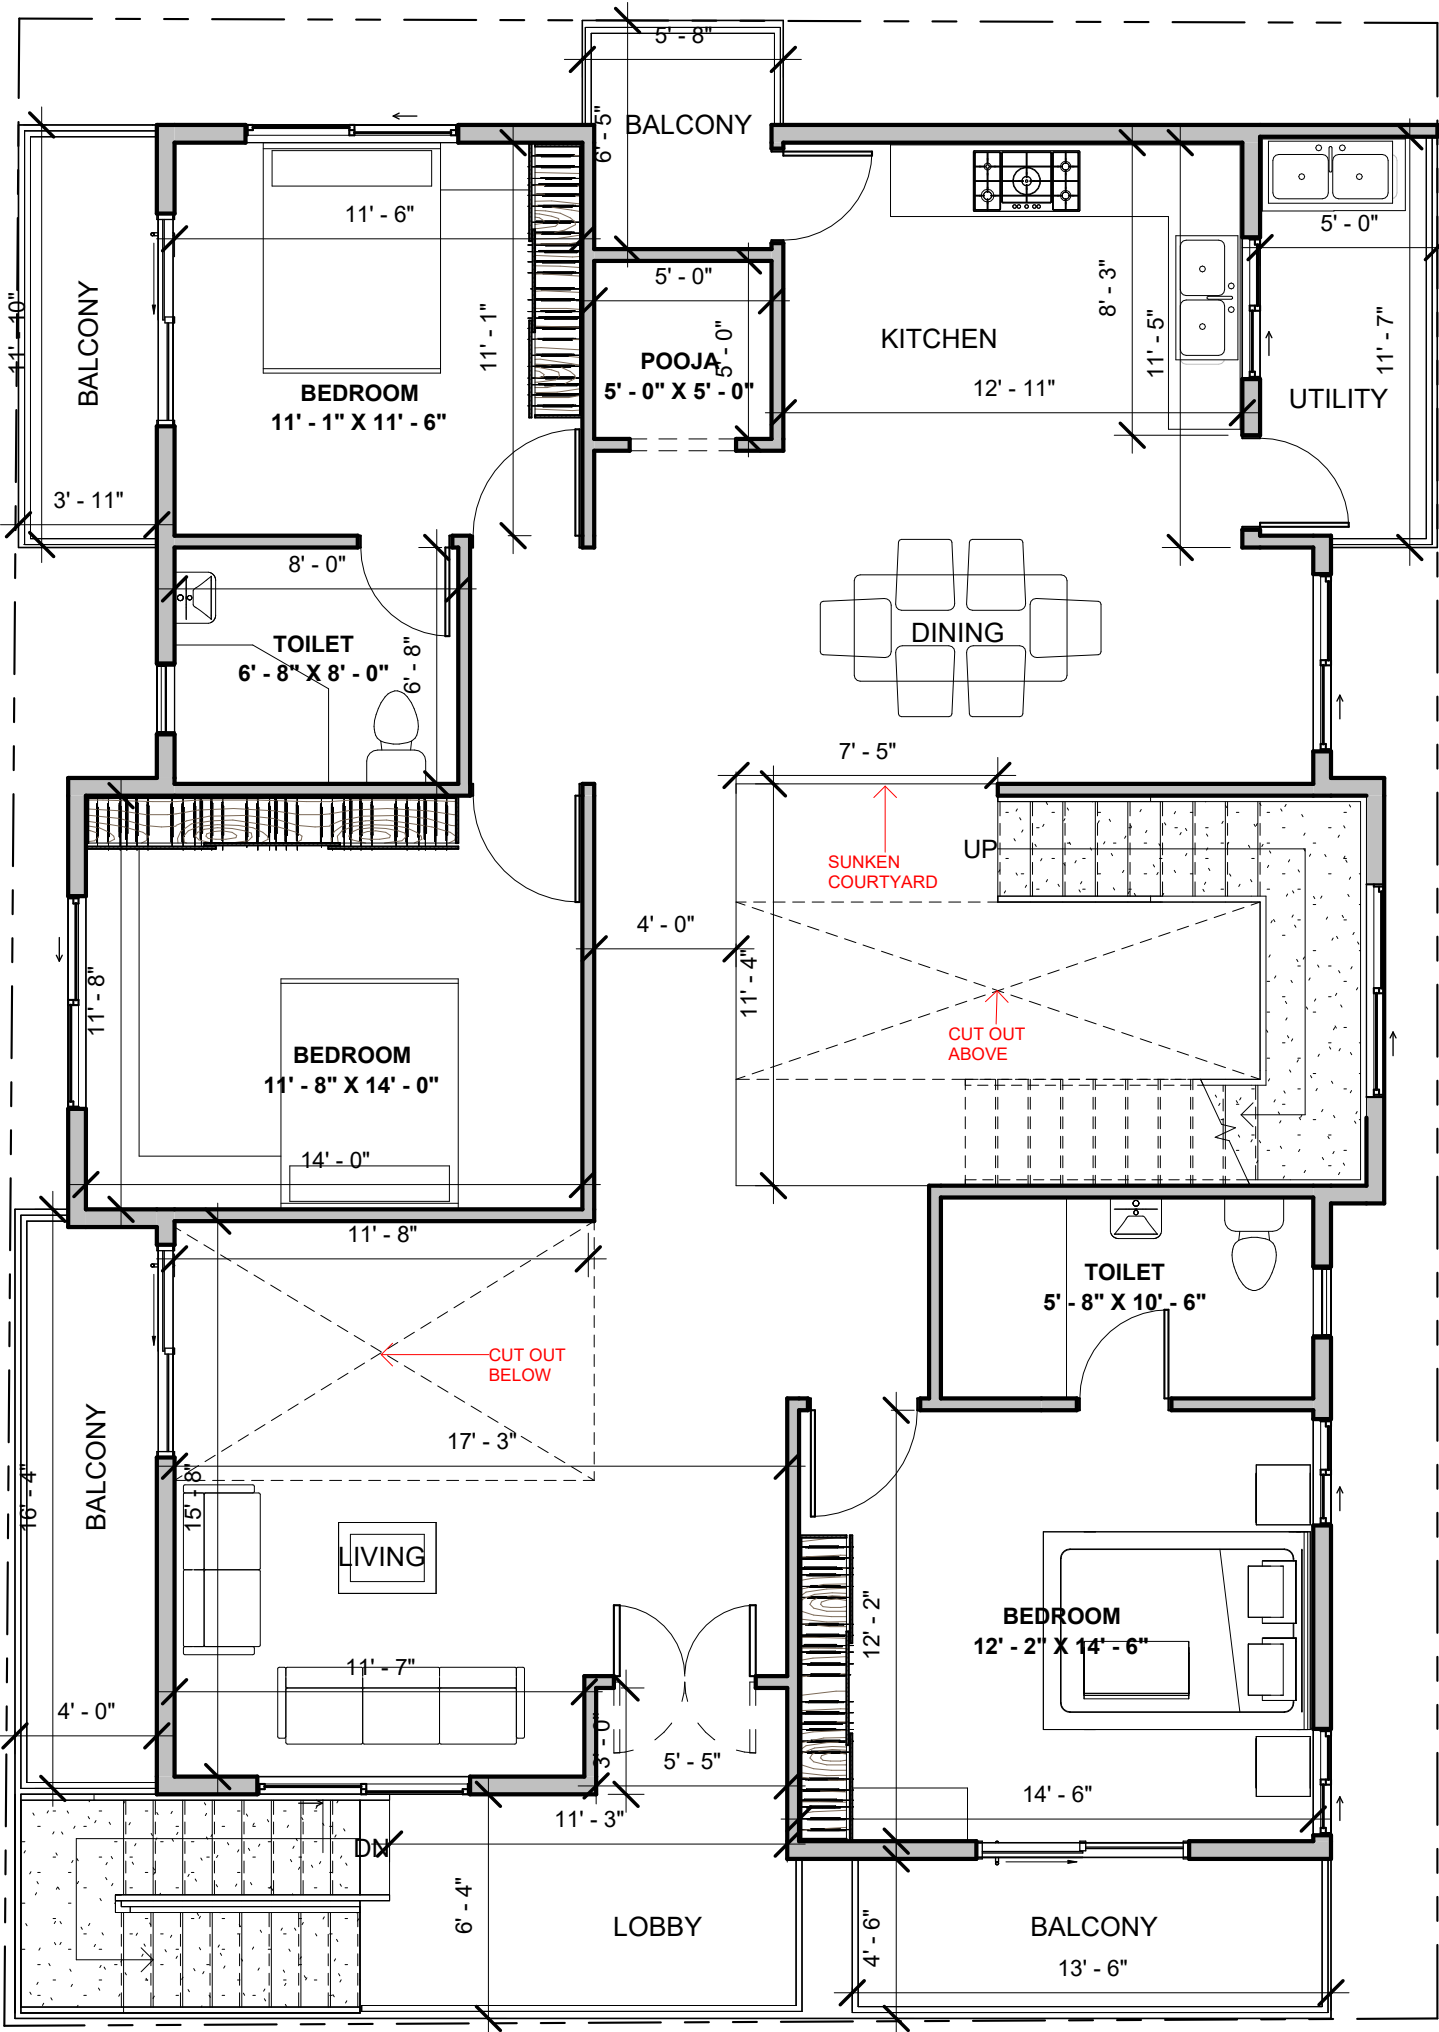 5' - 8"
6' - 5"
BALCONY
11' - 6"
5' - 0"
5' - 0"
11' - 10"
BALCONY
11' - 1"
5' - 0"
8' - 3"
11' - 5"
11' - 7"
KITCHEN
POOJA
5' - 0" X 5' - 0"
12' - 11"
BEDROOM
11' - 1" X 11' - 6"
UTILITY
3' - 11"
8' - 0"
TOILET
6' - 8" X 8' - 0"
6' - 8"
DINING
7' - 5"
UP
SUNKEN
COURTYARD
4' - 0"
11' - 8"
11' - 4"
CUT OUT
ABOVE
BEDROOM
11' - 8" X 14' - 0"
14' - 0"
11' - 8"
TOILET
5' - 8" X 10' - 6"
CUT OUT
BELOW
17' - 3"
16' - 4"
BALCONY
15' - 8"
LIVING
12' - 2"
BEDROOM
12' - 2" X 14' - 6"
11' - 7"
4' - 0"
3' - 0"
5' - 5"
14' - 6"
11' - 3"
DN
6' - 4"
LOBBY
4' - 6"
BALCONY
13' - 6"